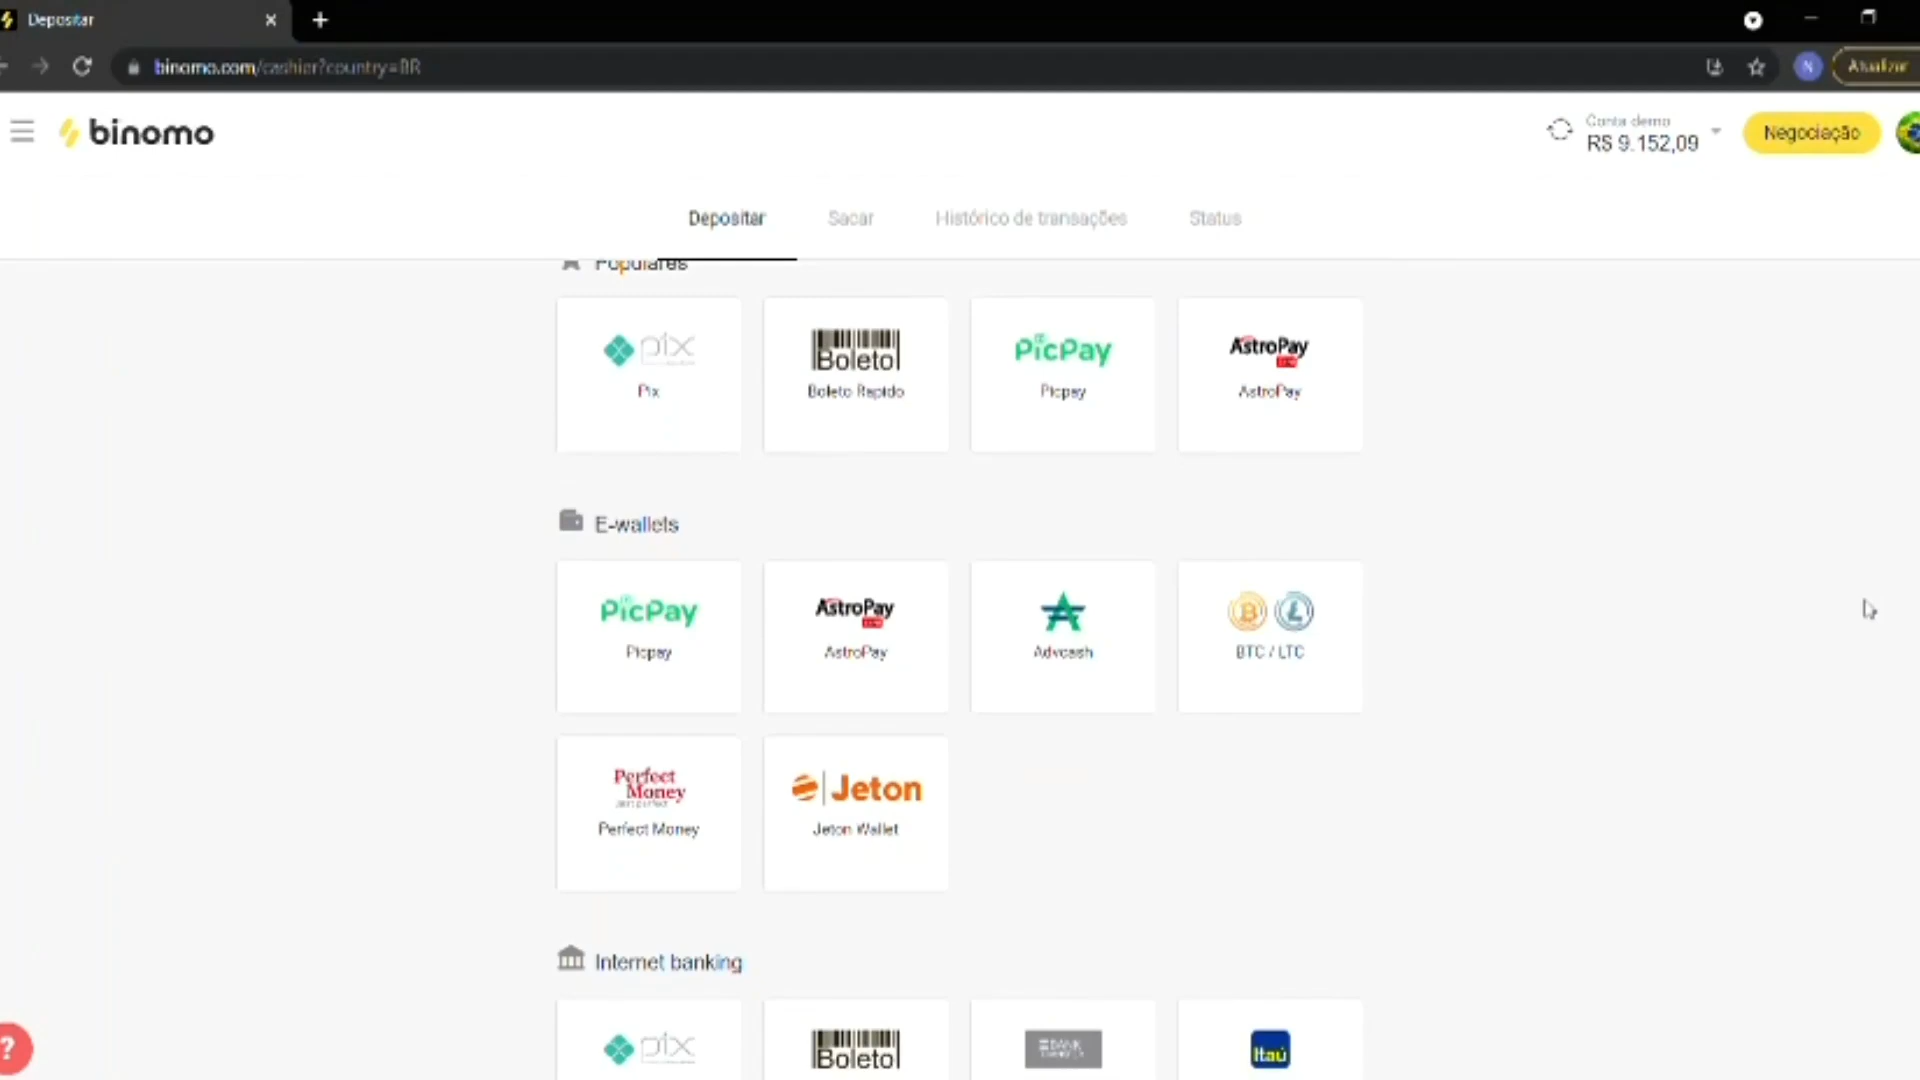 Depositar
binomo.com/cashier?country=BR
Atualizar
binomo
Conta demo
R$ 9.152,09
Negociação
Depositar Sacar Histórico de transações Status
Populares
pix Boleto PicPay AstroPay
Pix Boleto Rapido Picpay AstroPay
E-wallets
PicPay AstroPay
Picpay AstroPay Advcash BTC / LTC
Perfect Money Jeton
Perfect Money Jeton Wallet
Internet banking
pix Boleto BANK TRANSFER Itaú